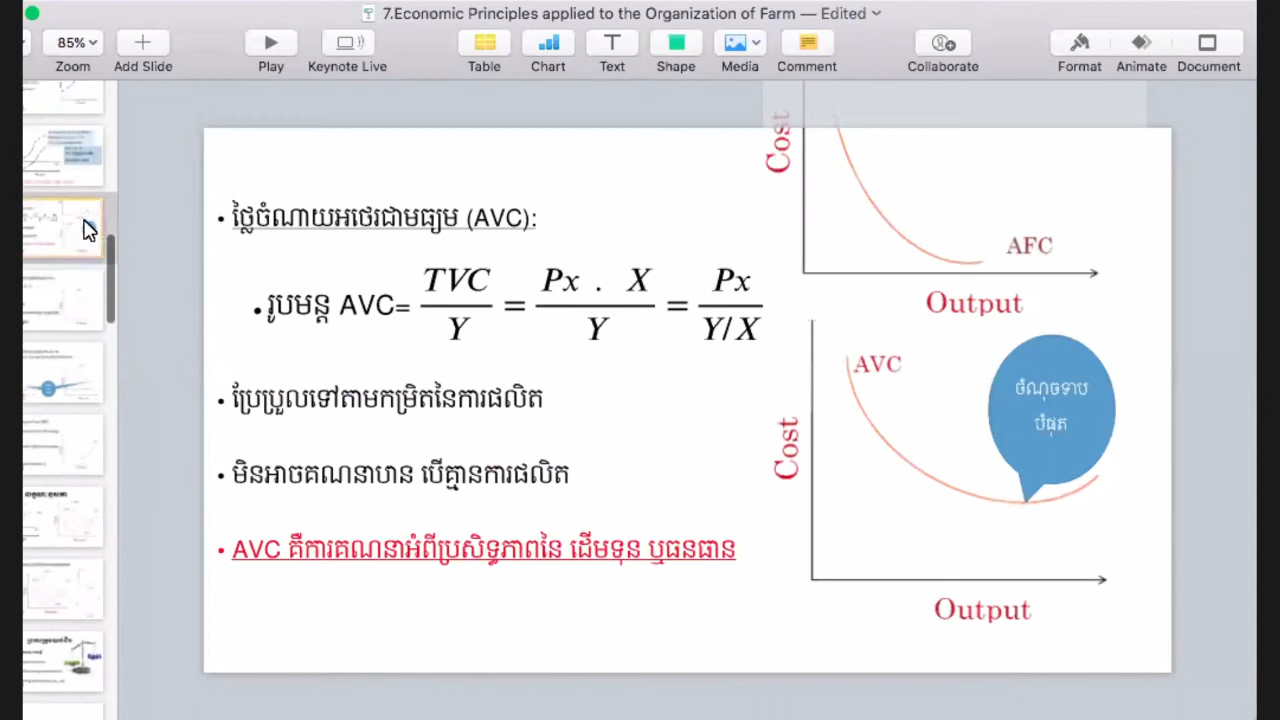 7.Economic Principles applied to the Organization of Farm — Edited
85%
Zoom
Add Slide
Play
Keynote Live
Table
Chart
Text
Shape
Media
Comment
Collaborate
Format
Animate
Document
• ថ្លៃចំណាយអថេរជាមធ្យម (AVC):
• រូបមន្ត AVC= TVC/Y = Px . X/Y = Px/Y/X
• ប្រែប្រួលទៅតាមកម្រិតនៃការផលិត
• មិនអាចគណនាបាន បើគ្មានការផលិត
• AVC គឺការគណនាអំពីប្រសិទ្ធភាពនៃ ដើមទុន ឬធនធាន
Cost
AFC
Output
AVC
ចំណុចទាប
បំផុត
Cost
Output